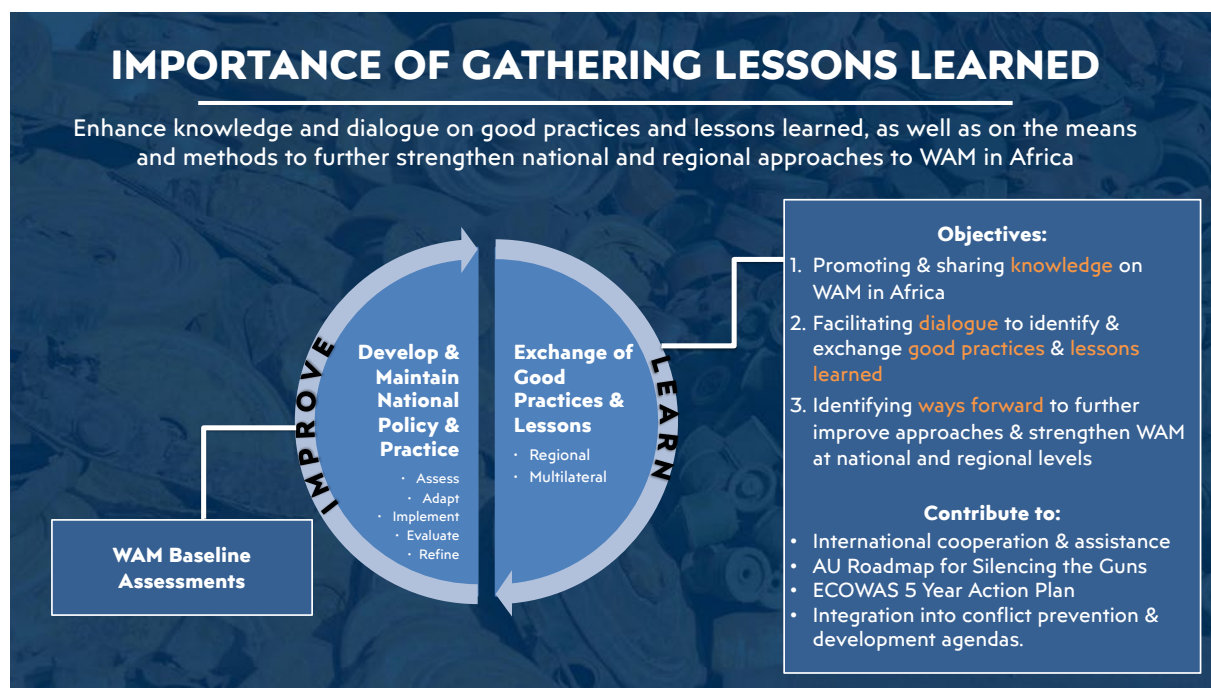 IMPORTANCE OF GATHERING LESSONS LEARNED
Enhance knowledge and dialogue on good practices and lessons learned, as well as on the means
and methods to further strengthen national and regional approaches to WAM in Africa
IMPROVE
Develop &
Maintain
National
Policy &
Practice
• Assess
• Adapt
• Implement
• Evaluate
• Refine
WAM Baseline
Assessments
Exchange of
Good
Practices &
Lessons
• Regional
• Multilateral
LEARN
Objectives:
1. Promoting & sharing knowledge on
WAM in Africa
2. Facilitating dialogue to identify &
exchange good practices & lessons
learned
3. Identifying ways forward to further
improve approaches & strengthen WAM
at national and regional levels
Contribute to:
• International cooperation & assistance
• AU Roadmap for Silencing the Guns
• ECOWAS 5 Year Action Plan
• Integration into conflict prevention &
development agendas.